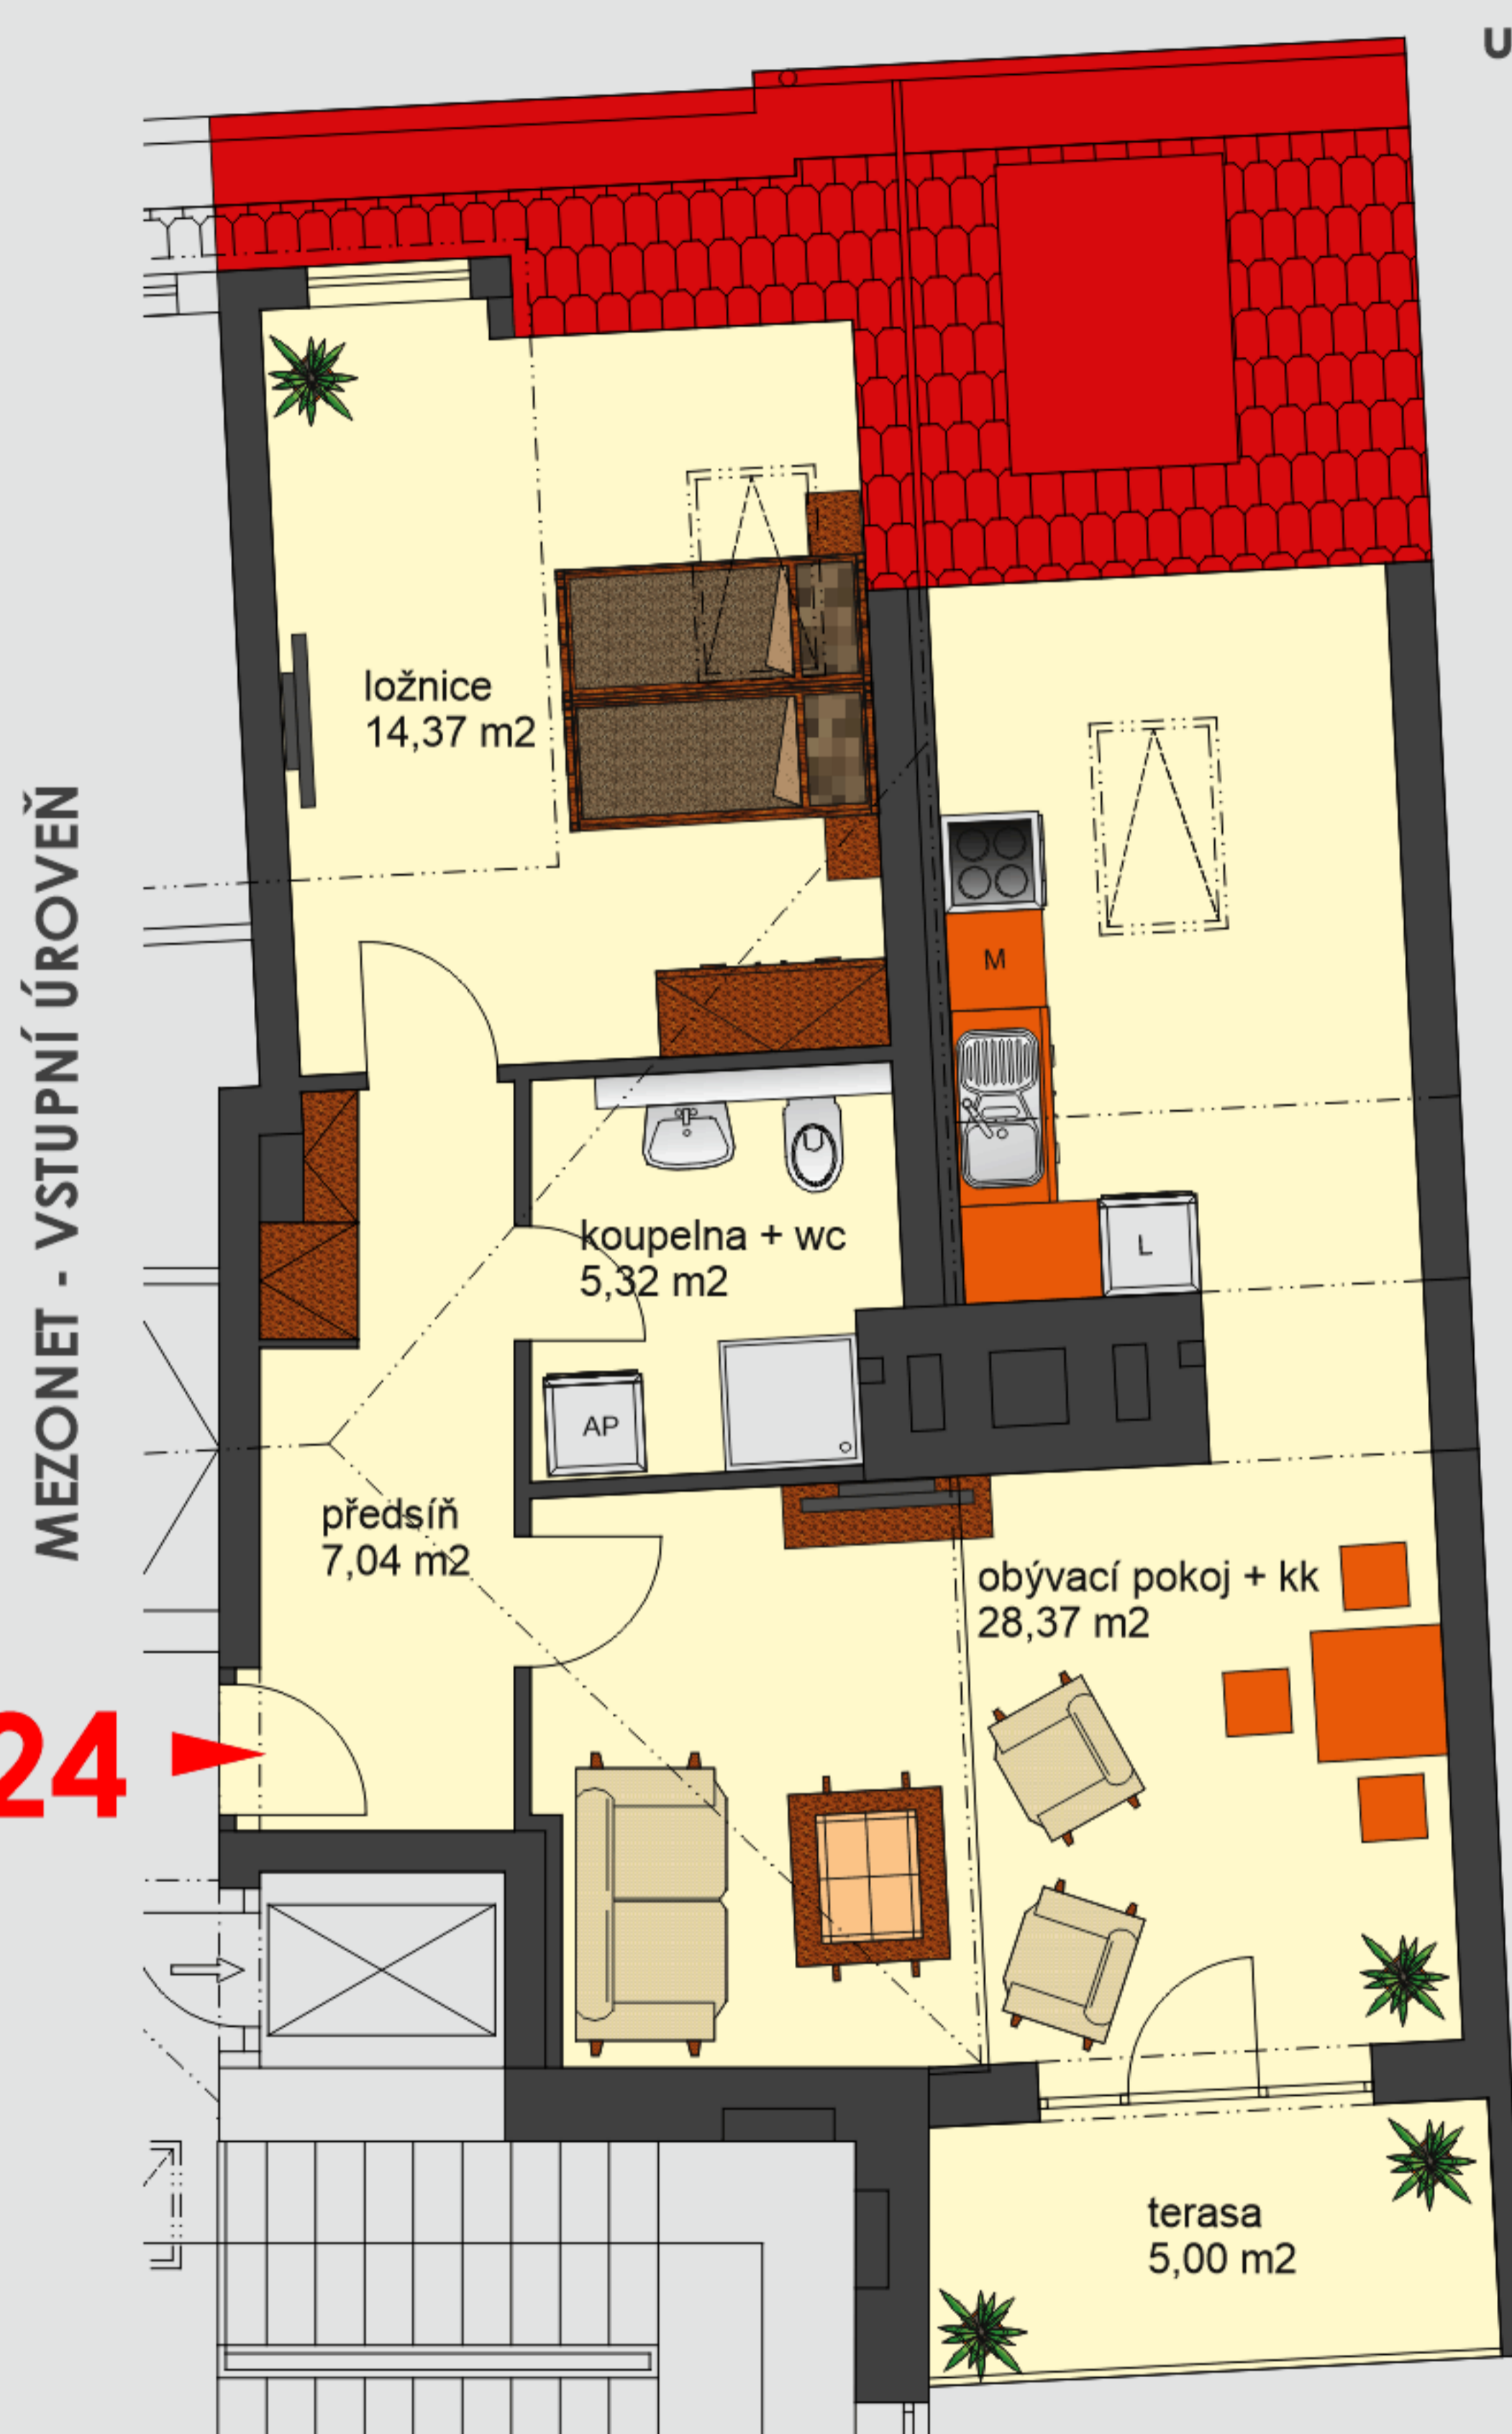 U
ložnice
14,37 m2
M
MEZONET - VSTUPNÍ ÚROVEŇ
koupelna + wc
5,32 m2
L
AP
předsíň
7,04 m2
obývací pokoj + kk
28,37 m2
24
terasa
5,00 m2